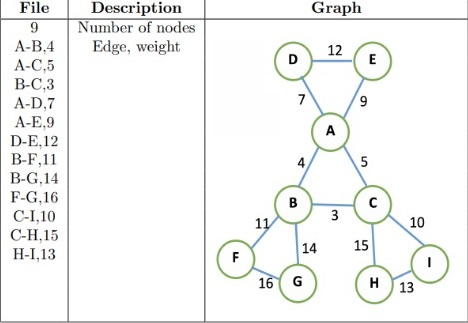 File Description Graph
9 Number of nodes
A-B,4 Edge, weight
A-C,5
B-C,3
A-D,7
A-E,9
D-E,12
B-F,11
B-G,14
F-G,16
C-I,10
C-H,15
H-I,13
D 12 E
7 9
A
4 5
B 3 C
11 14 15 10
F G H I
16 13